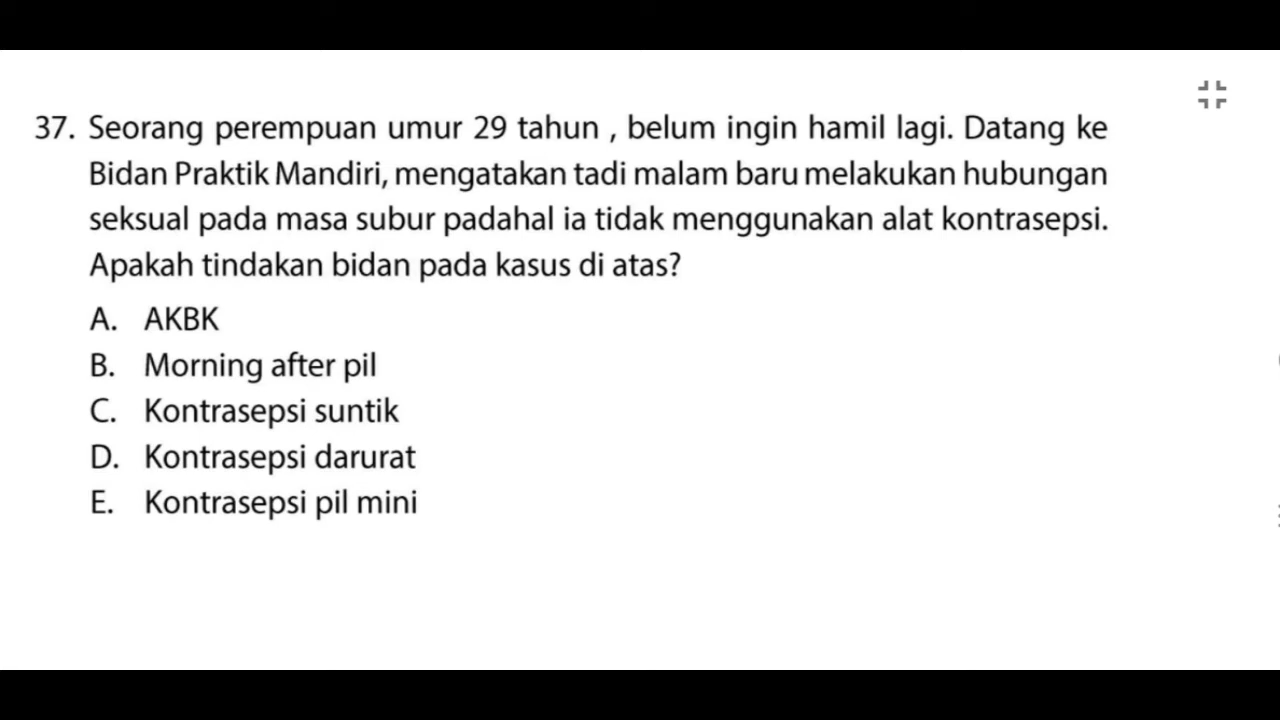 37. Seorang perempuan umur 29 tahun , belum ingin hamil lagi. Datang ke
Bidan Praktik Mandiri, mengatakan tadi malam baru melakukan hubungan
seksual pada masa subur padahal ia tidak menggunakan alat kontrasepsi.
Apakah tindakan bidan pada kasus di atas?
A. AKBK
B. Morning after pil
C. Kontrasepsi suntik
D. Kontrasepsi darurat
E. Kontrasepsi pil mini